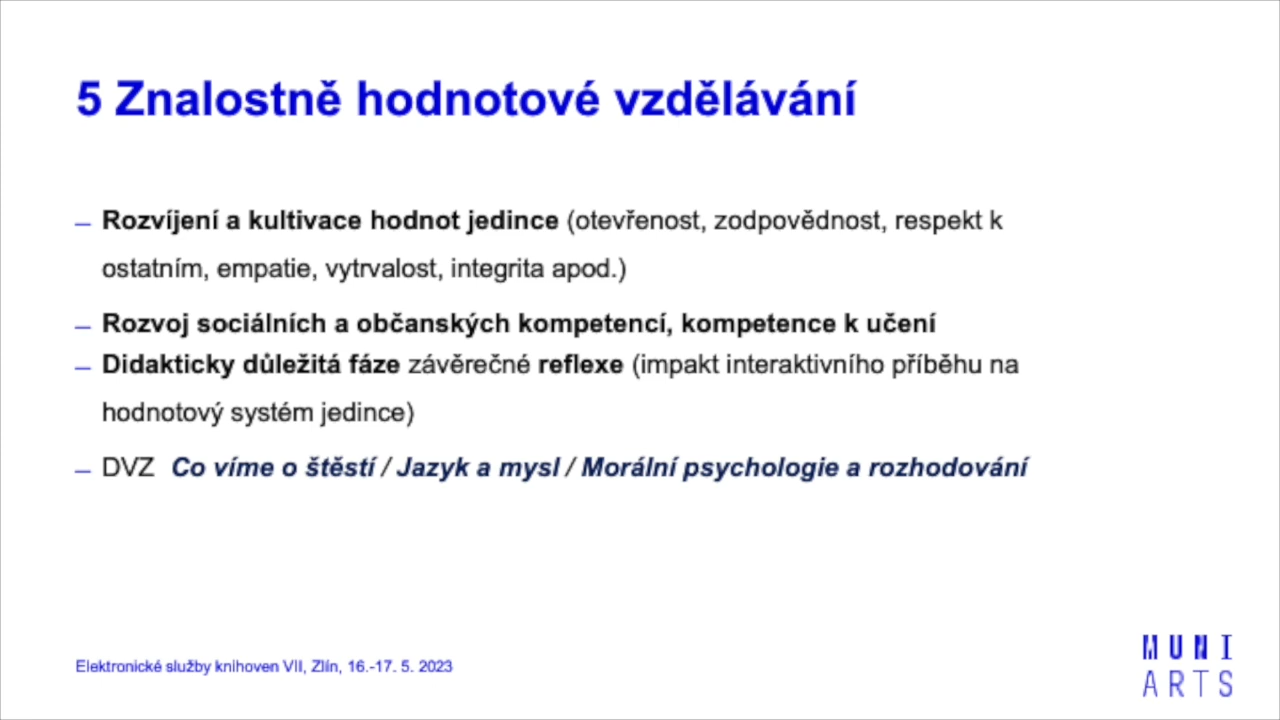 5 Znalostně hodnotové vzdělávání
– Rozvíjení a kultivace hodnot jedince (otevřenost, zodpovědnost, respekt k
ostatním, empatie, vytrvalost, integrita apod.)
– Rozvoj sociálních a občanských kompetencí, kompetence k učení
– Didakticky důležitá fáze závěrečné reflexe (impakt interaktivního příběhu na
hodnotový systém jedince)
– DVZ Co víme o štěstí / Jazyk a mysl / Morální psychologie a rozhodování
Elektronické služby knihoven VII, Zlín, 16.-17. 5. 2023
MUNI
ARTS